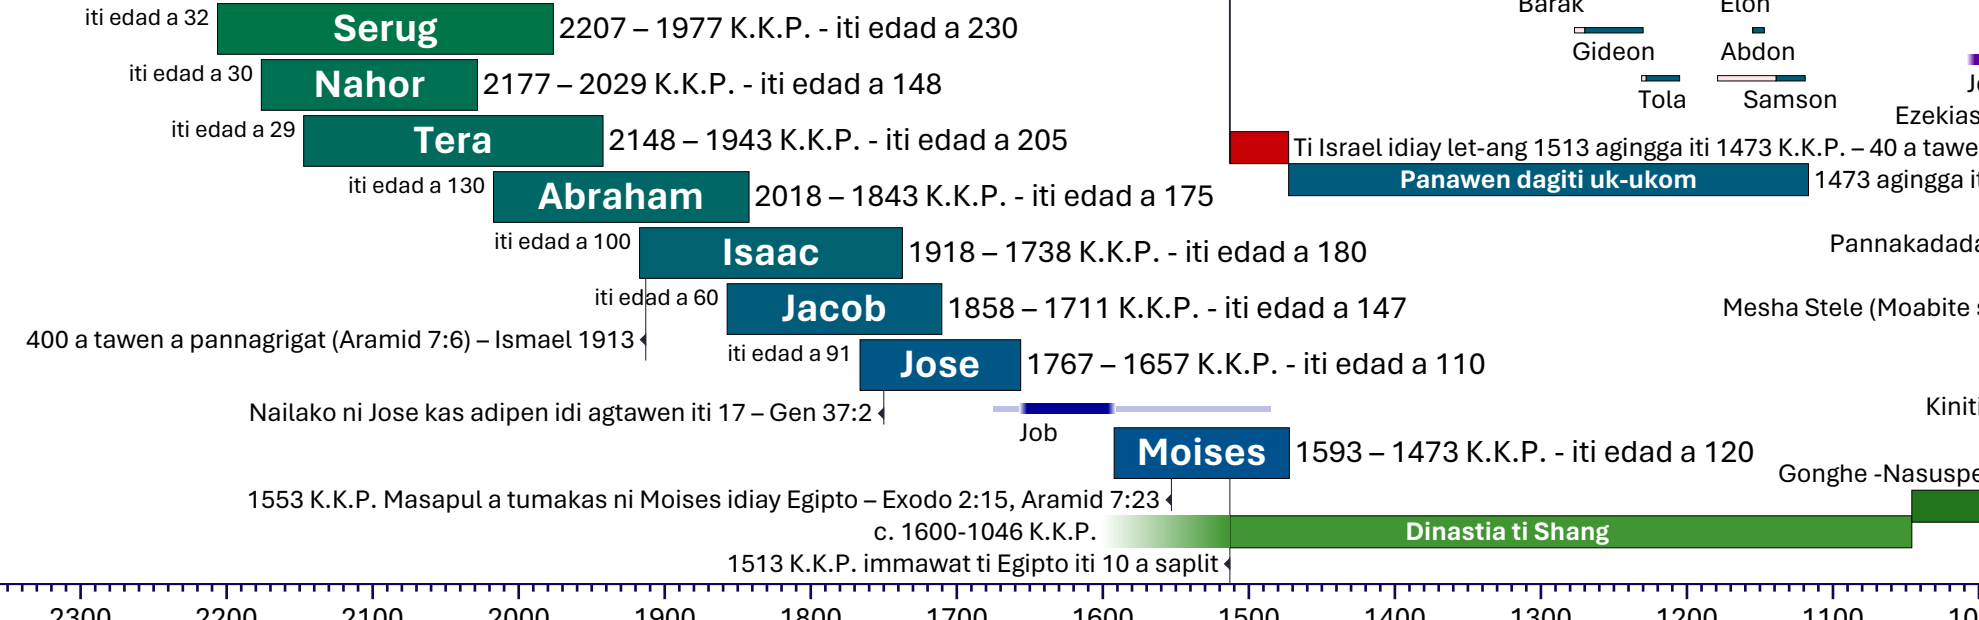 iti edad a 32
Serug
2207 – 1977 K.K.P. - iti edad a 230
iti edad a 30
Nahor
2177 – 2029 K.K.P. - iti edad a 148
iti edad a 29
Tera
2148 – 1943 K.K.P. - iti edad a 205
iti edad a 130
Abraham
2018 – 1843 K.K.P. - iti edad a 175
iti edad a 100
Isaac
1918 – 1738 K.K.P. - iti edad a 180
iti edad a 60
Jacob
1858 – 1711 K.K.P. - iti edad a 147
400 a tawen a pannagrigat (Aramid 7:6) – Ismael 1913
iti edad a 91
Jose
1767 – 1657 K.K.P. - iti edad a 110
Nailako ni Jose kas adipen idi agtawen iti 17 – Gen 37:2
Job
Moises
1593 – 1473 K.K.P. - iti edad a 120
1553 K.K.P. Masapul a tumakas ni Moises idiay Egipto – Exodo 2:15, Aramid 7:23
c. 1600-1046 K.K.P.
Dinastia ti Shang
1513 K.K.P. immawat ti Egipto iti 10 a saplit
Barak
Elon
Gideon
Abdon
Tola
Samson
Ezekias
Ti Israel idiay let-ang 1513 agingga iti 1473 K.K.P. – 40 a tawe
Panawen dagiti uk-ukom
1473 agingga it
Pannakadada
Mesha Stele (Moabite
Kiniti
Gonghe -Nasuspe
2300 2200 2100 2000 1900 1800 1700 1600 1500 1400 1300 1200 1100